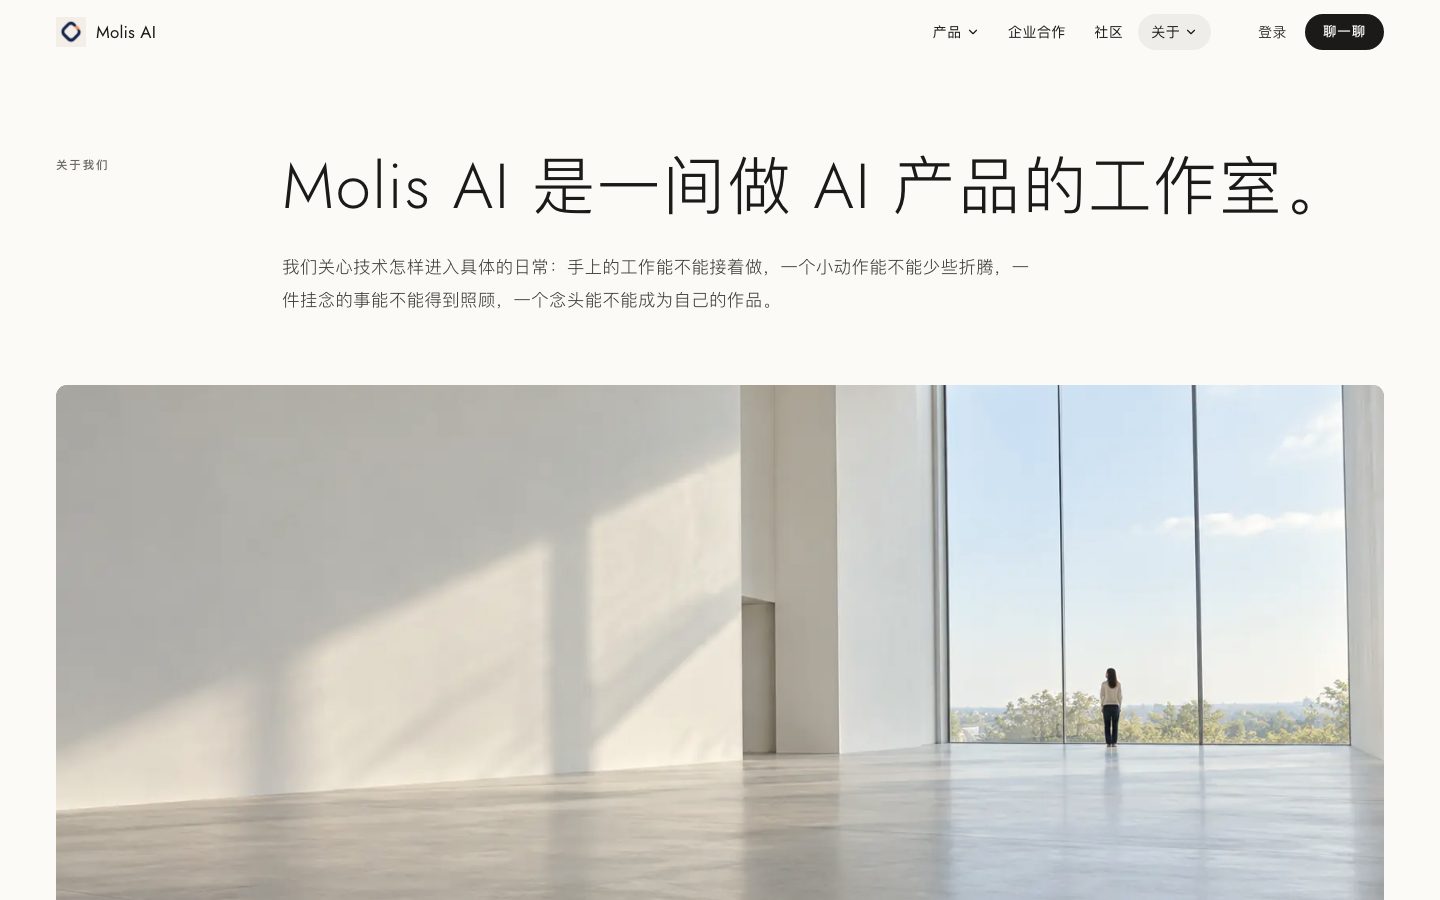 Molis AI
产品
企业合作
社区
关于
登录
聊一聊
关于我们
Molis AI 是一间做 AI 产品的工作室。
我们关心技术怎样进入具体的日常：手上的工作能不能接着做，一个小动作能不能少些折腾，一
件挂念的事能不能得到照顾，一个念头能不能成为自己的作品。